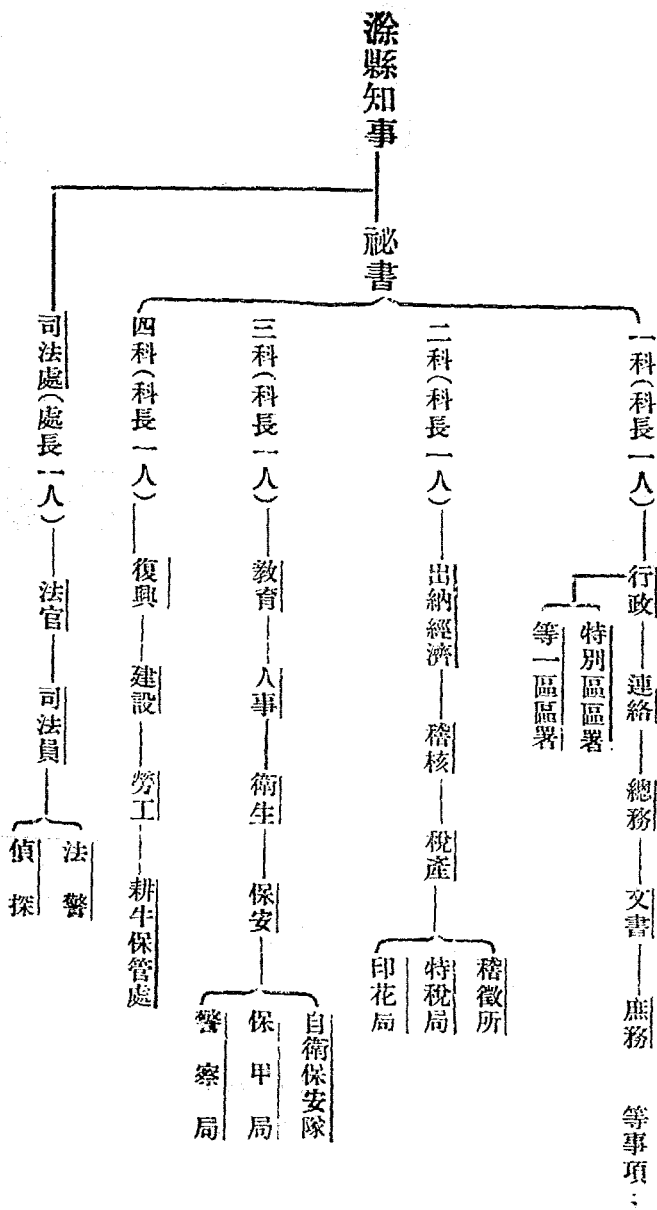 滁縣知事
祕書
一科(科長一人)
行政
特別區區署
等一區區署
連絡
總務
文書
庶務
等事項;
二科(科長一人)
出納經濟
稽核
稅產
稽徵所
特稅局
印花局
三科(科長一人)
敎育
人事
衛生
保安
自衛保安隊
保甲局
警察局
四科(科長一人)
復興
建設
勞工
耕牛保管處
司法處(處長一人)
法官
司法員
法警
偵探